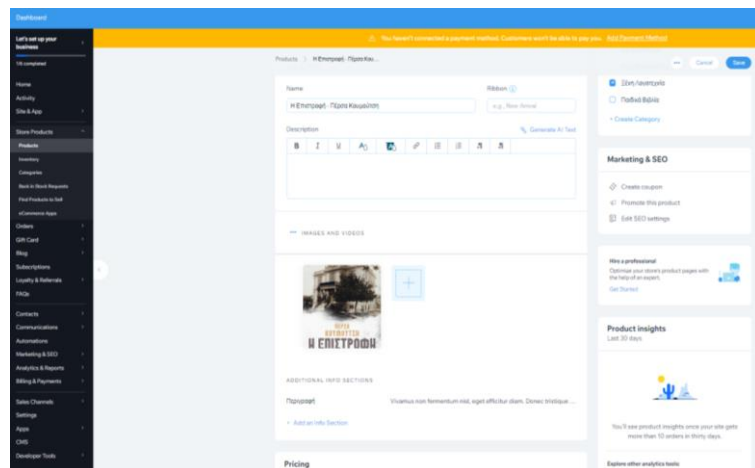 Dashboard
Let's set up your
business
1/6 completed
Home
Activity
Site & App
Store Products
Products
Inventory
Categories
Back in Stock Requests
Find Products to Sell
eCommerce Apps
Orders
Gift Card
Blog
Subscriptions
Loyalty & Referrals
FAQs
Contacts
Communications
Automations
Marketing & SEO
Analytics & Reports
Billing & Payments
Sales Channels
Settings
Apps
CMS
Developer Tools
You haven't connected a payment method. Customers won't be able to pay you. Add Payment Method
Products > Η Επιστροφή - Πέρσα Κου...
Cancel
Save
Name
Ribbon
Η Επιστροφή - Πέρσα Κουμούτση
e.g., New Arrival
Description
Generate AI Text
B I U
IMAGES AND VIDEOS
ΠΕΡΣΑ
ΚΟΥΜΟΥΤΣΗ
Η ΕΠΙΣΤΡΟΦΗ
ADDITIONAL INFO SECTIONS
Περιγραφή
Vivamus non fermentum nisl, eget efficitur diam. Donec tristique ...
+ Add an Info Section
Pricing
Ξένη λογοτεχνία
Παιδικά Βιβλία
+ Create Category
Marketing & SEO
Create coupon
Promote this product
Edit SEO settings
Hire a professional
Optimize your store's product pages with
the help of an expert.
Get Started
Product insights
Last 30 days
You'll see product insights once your site gets
more than 10 orders in thirty days.
Explore other analytics tools: